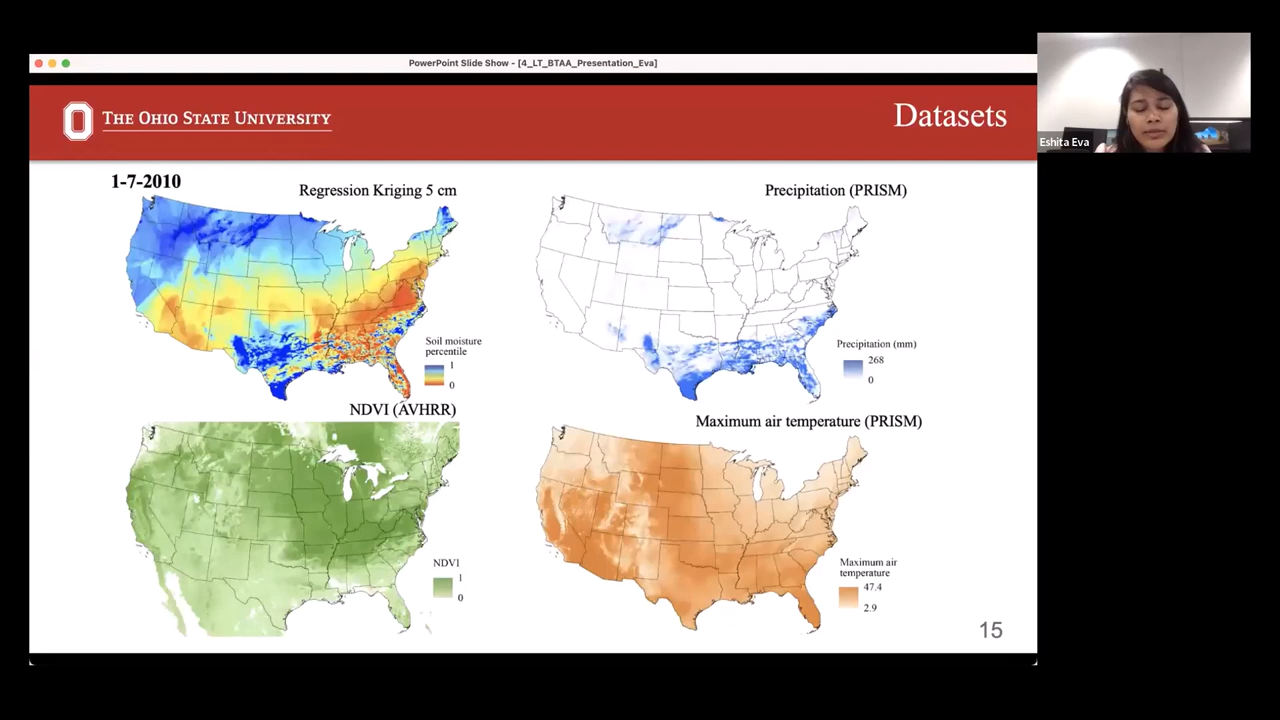 PowerPoint Slide Show - [4_LT_BTAA_Presentation_Eva]
O
THE OHIO STATE UNIVERSITY
Datasets
Eshita Eva
1-7-2010
Regression Kriging 5 cm
Soil moisture
percentile
1
0
Precipitation (PRISM)
Precipitation (mm)
268
0
NDVI (AVHRR)
NDVI
1
0
Maximum air temperature (PRISM)
Maximum air
temperature
47.4
2.9
15